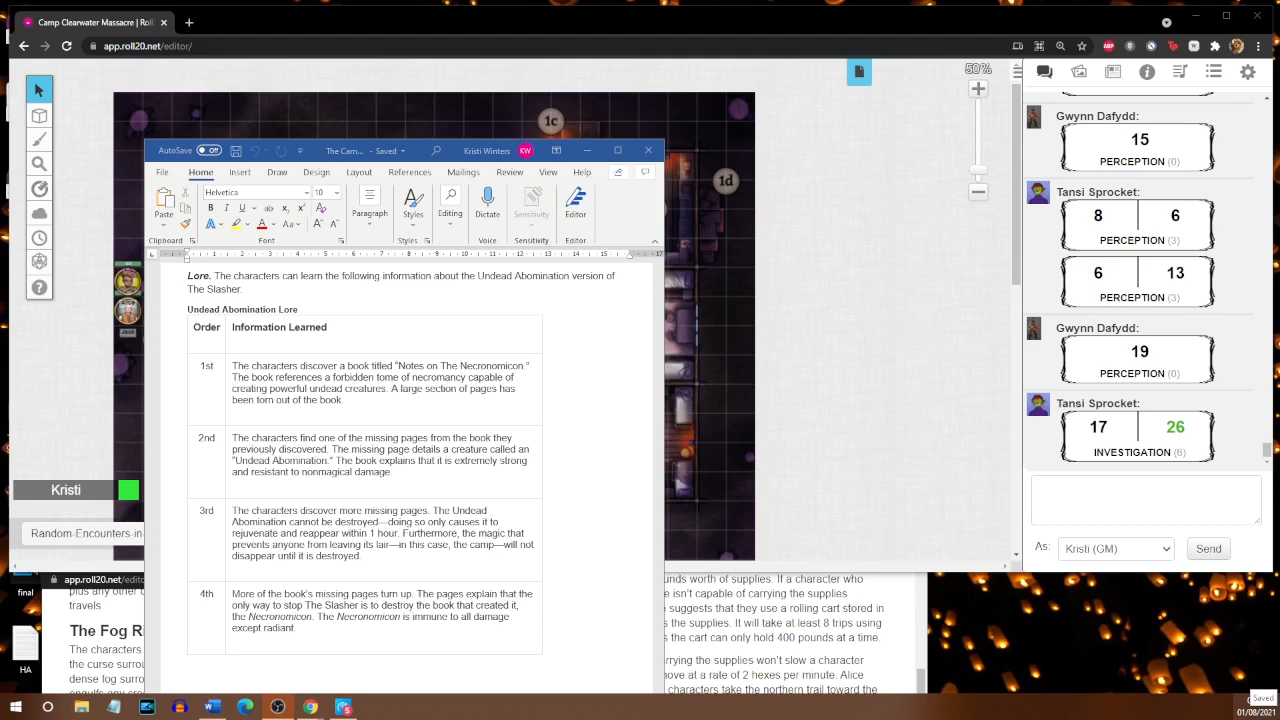 Camp Clearwater Massacre | Roll
app.roll20.net/editor/
50%
1c
1d
AutoSave Off
The Cam... - Saved
Kristi Winters KW
File Home Insert Draw Design Layout References Mailings Review View Help
Helvetica 10
Paste
Paragraph Styles Editing Dictate Sensitivity Editor
Clipboard Font Styles Voice Sensitivity Editor
Lore. The characters can learn the following information about the Undead Abomination version of
The Slasher.
Undead Abomination Lore
Order Information Learned
1st The characters discover a book titled “Notes on The Necronomicon.”
The book references a forbidden tome of necromancy capable of
creating powerful undead creatures. A large section of pages has
been torn out of the book.
2nd The characters find one of the missing pages from the book they
previously discovered. The missing page details a creature called an
“Undead Abomination.” The book explains that it is extremely strong
and resistant to nonmagical damage.
3rd The characters discover more missing pages. The Undead
Abomination cannot be destroyed—doing so only causes it to
rejuvenate and reappear within 1 hour. Furthermore, the magic that
prevents anyone from leaving its lair—in this case, the camp—will not
disappear until it is destroyed.
4th More of the book's missing pages turn up. The pages explain that the
only way to stop The Slasher is to destroy the book that created it,
the Necronomicon. The Necronomicon is immune to all damage
except radiant.
Gwynn Dafydd:
15
PERCEPTION (0)
Tansi Sprocket:
8 6
PERCEPTION (3)
6 13
PERCEPTION (3)
Gwynn Dafydd:
19
PERCEPTION (0)
Tansi Sprocket:
17 26
INVESTIGATION (6)
As: Kristi (GM) Send
Kristi
Random-Encounters-in
app.roll20.net/edito
final
HA
plus any other
travels
The Fog R
The characters
the curse surrou
dense fog surro
unds worth of supplies. If a character who
e isn't capable of carrying the supplies
e suggests that they use a rolling cart stored in
s the supplies. It will take at least 8 trips using
s the cart can only hold 400 pounds at a time.
arrying the supplies won't slow a character
move at a rate of 2 hexes per minute. Alice
characters take the northern trail toward the
Saved
01/08/2021